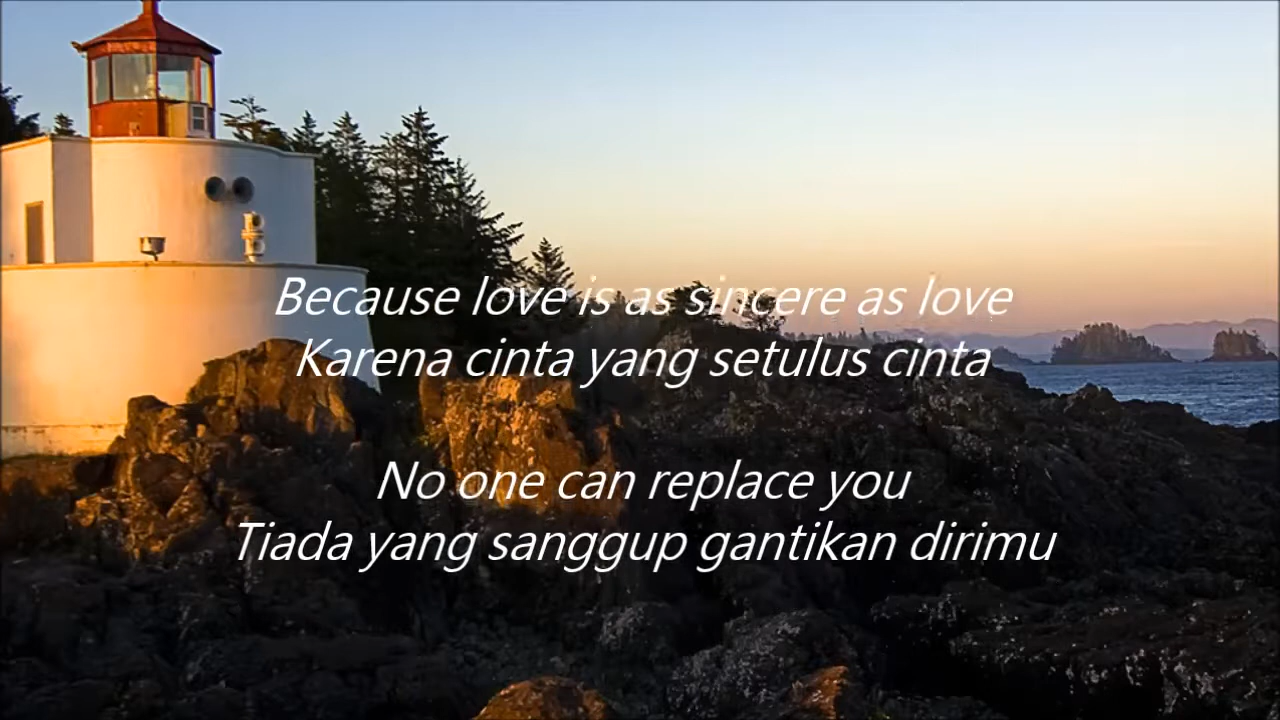 Because love is as sincere as love
Karena cinta yang setulus cinta
No one can replace you
Tiada yang sanggup gantikan dirimu